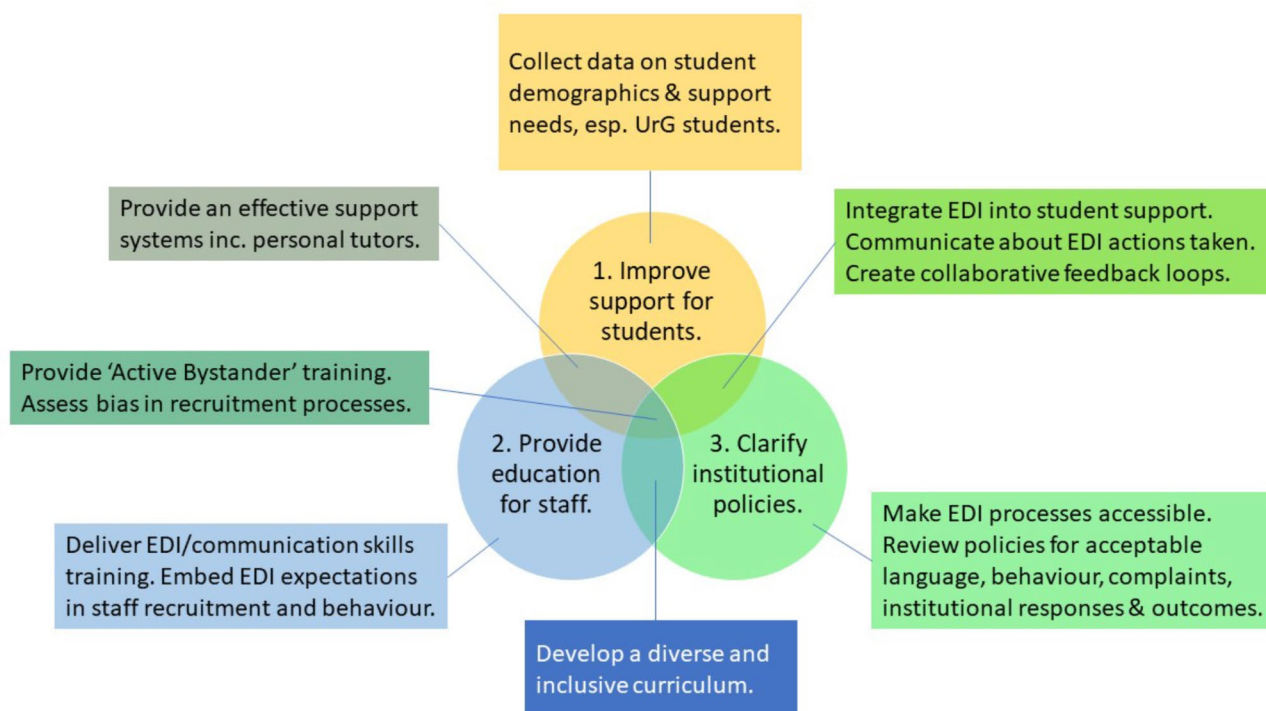 Collect data on student
demographics & support
needs, esp. UrG students.
Provide an effective support
systems inc. personal tutors.
Integrate EDI into student support.
Communicate about EDI actions taken.
Create collaborative feedback loops.
1. Improve
support for
students.
Provide ‘Active Bystander’ training.
Assess bias in recruitment processes.
2. Provide
education
for staff.
3. Clarify
institutional
policies.
Deliver EDI/communication skills
training. Embed EDI expectations
in staff recruitment and behaviour.
Make EDI processes accessible.
Review policies for acceptable
language, behaviour, complaints,
institutional responses & outcomes.
Develop a diverse and
inclusive curriculum.